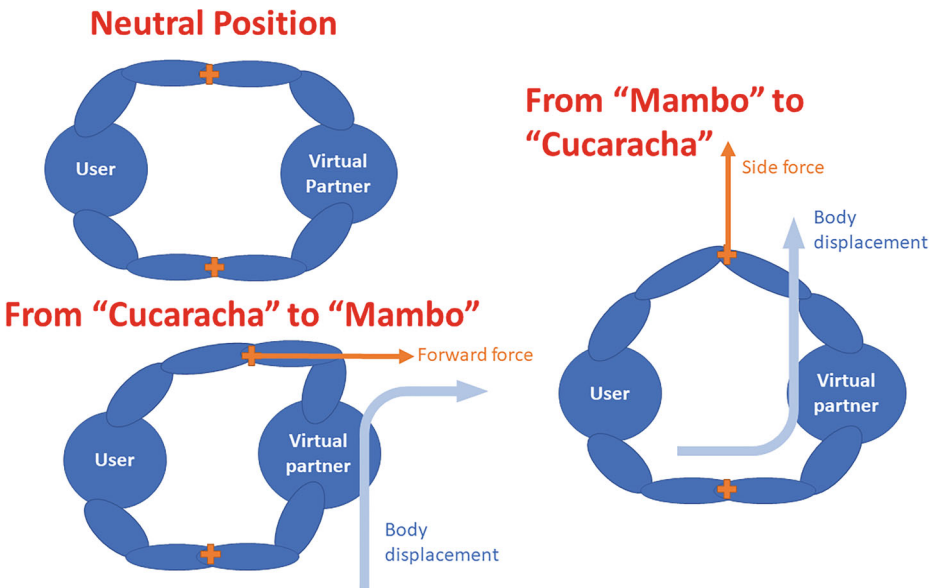 Neutral Position
User
Virtual
Partner
From “Cucaracha” to “Mambo”
Forward force
User
Virtual
partner
Body
displacement
From “Mambo” to
“Cucaracha”
Side force
Body
displacement
User
Virtual
partner